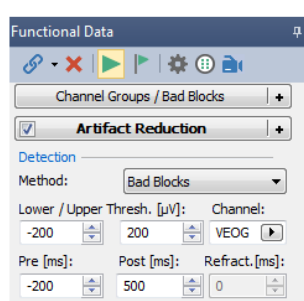 Functional Data
Channel Groups / Bad Blocks +
Artifact Reduction +
Detection
Method: Bad Blocks
Lower / Upper Thresh. [µV]: Channel:
-200 200 VEOG
Pre [ms]: Post [ms]: Refract.[ms]:
-200 500 0